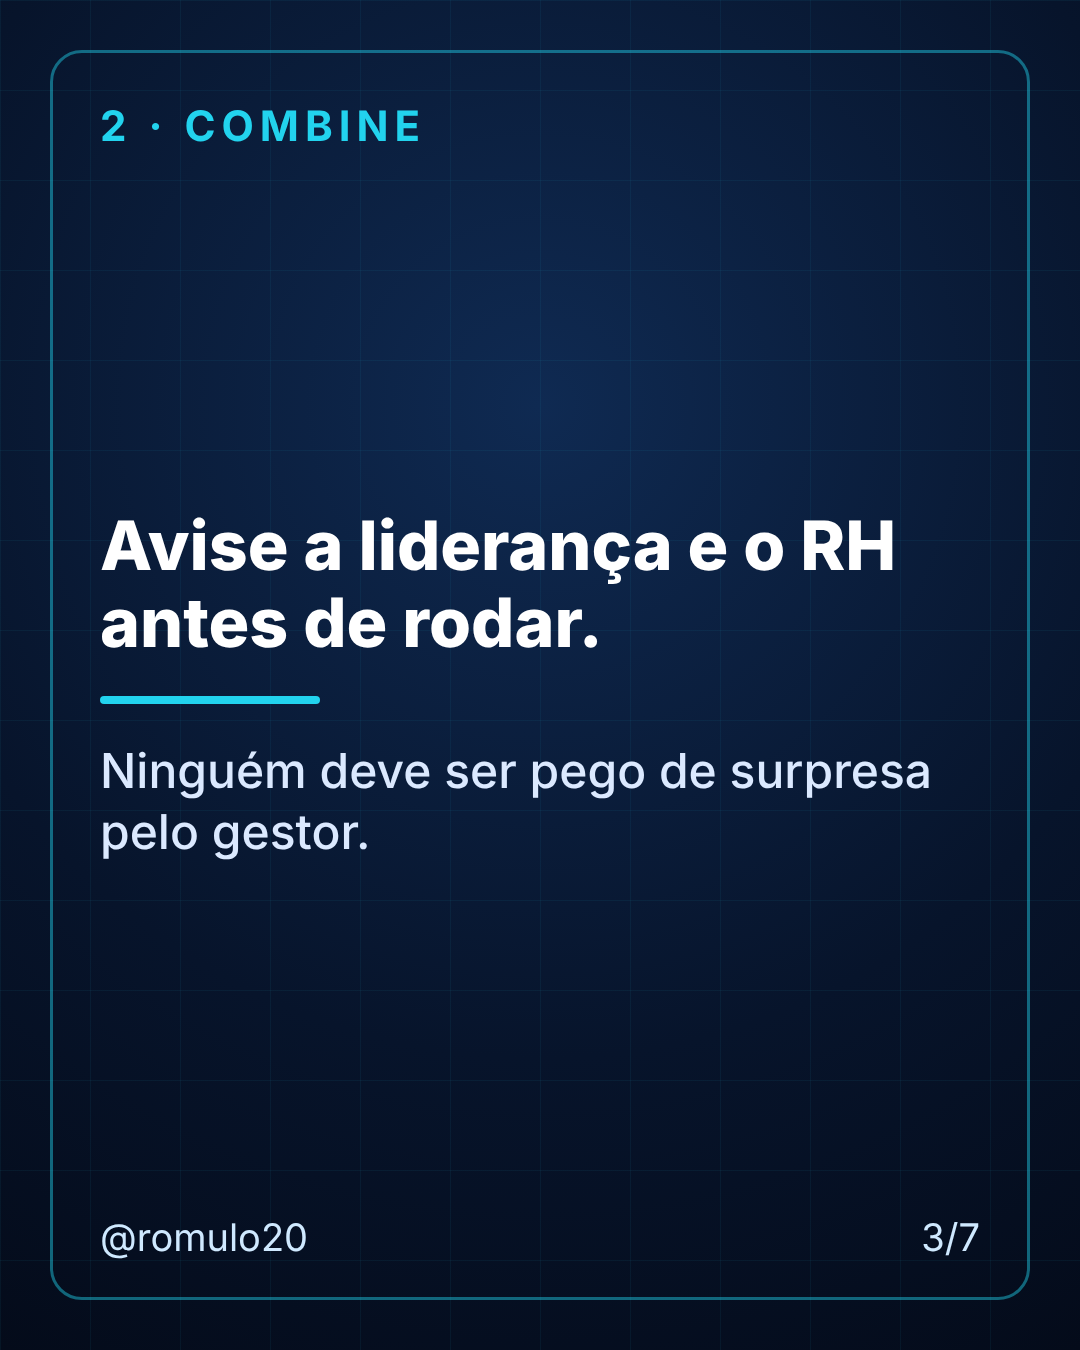 2 · COMBINE
Avise a liderança e o RH
antes de rodar.
Ninguém deve ser pego de surpresa
pelo gestor.
@romulo20
3/7